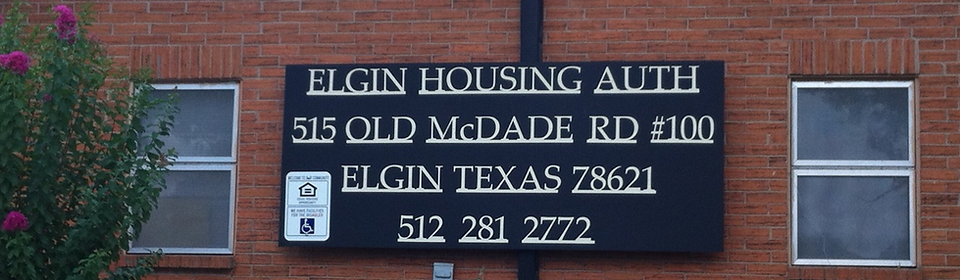 ELGIN HOUSING AUTH
515 OLD McDADE RD #100
ELGIN TEXAS 78621
512 281 2772